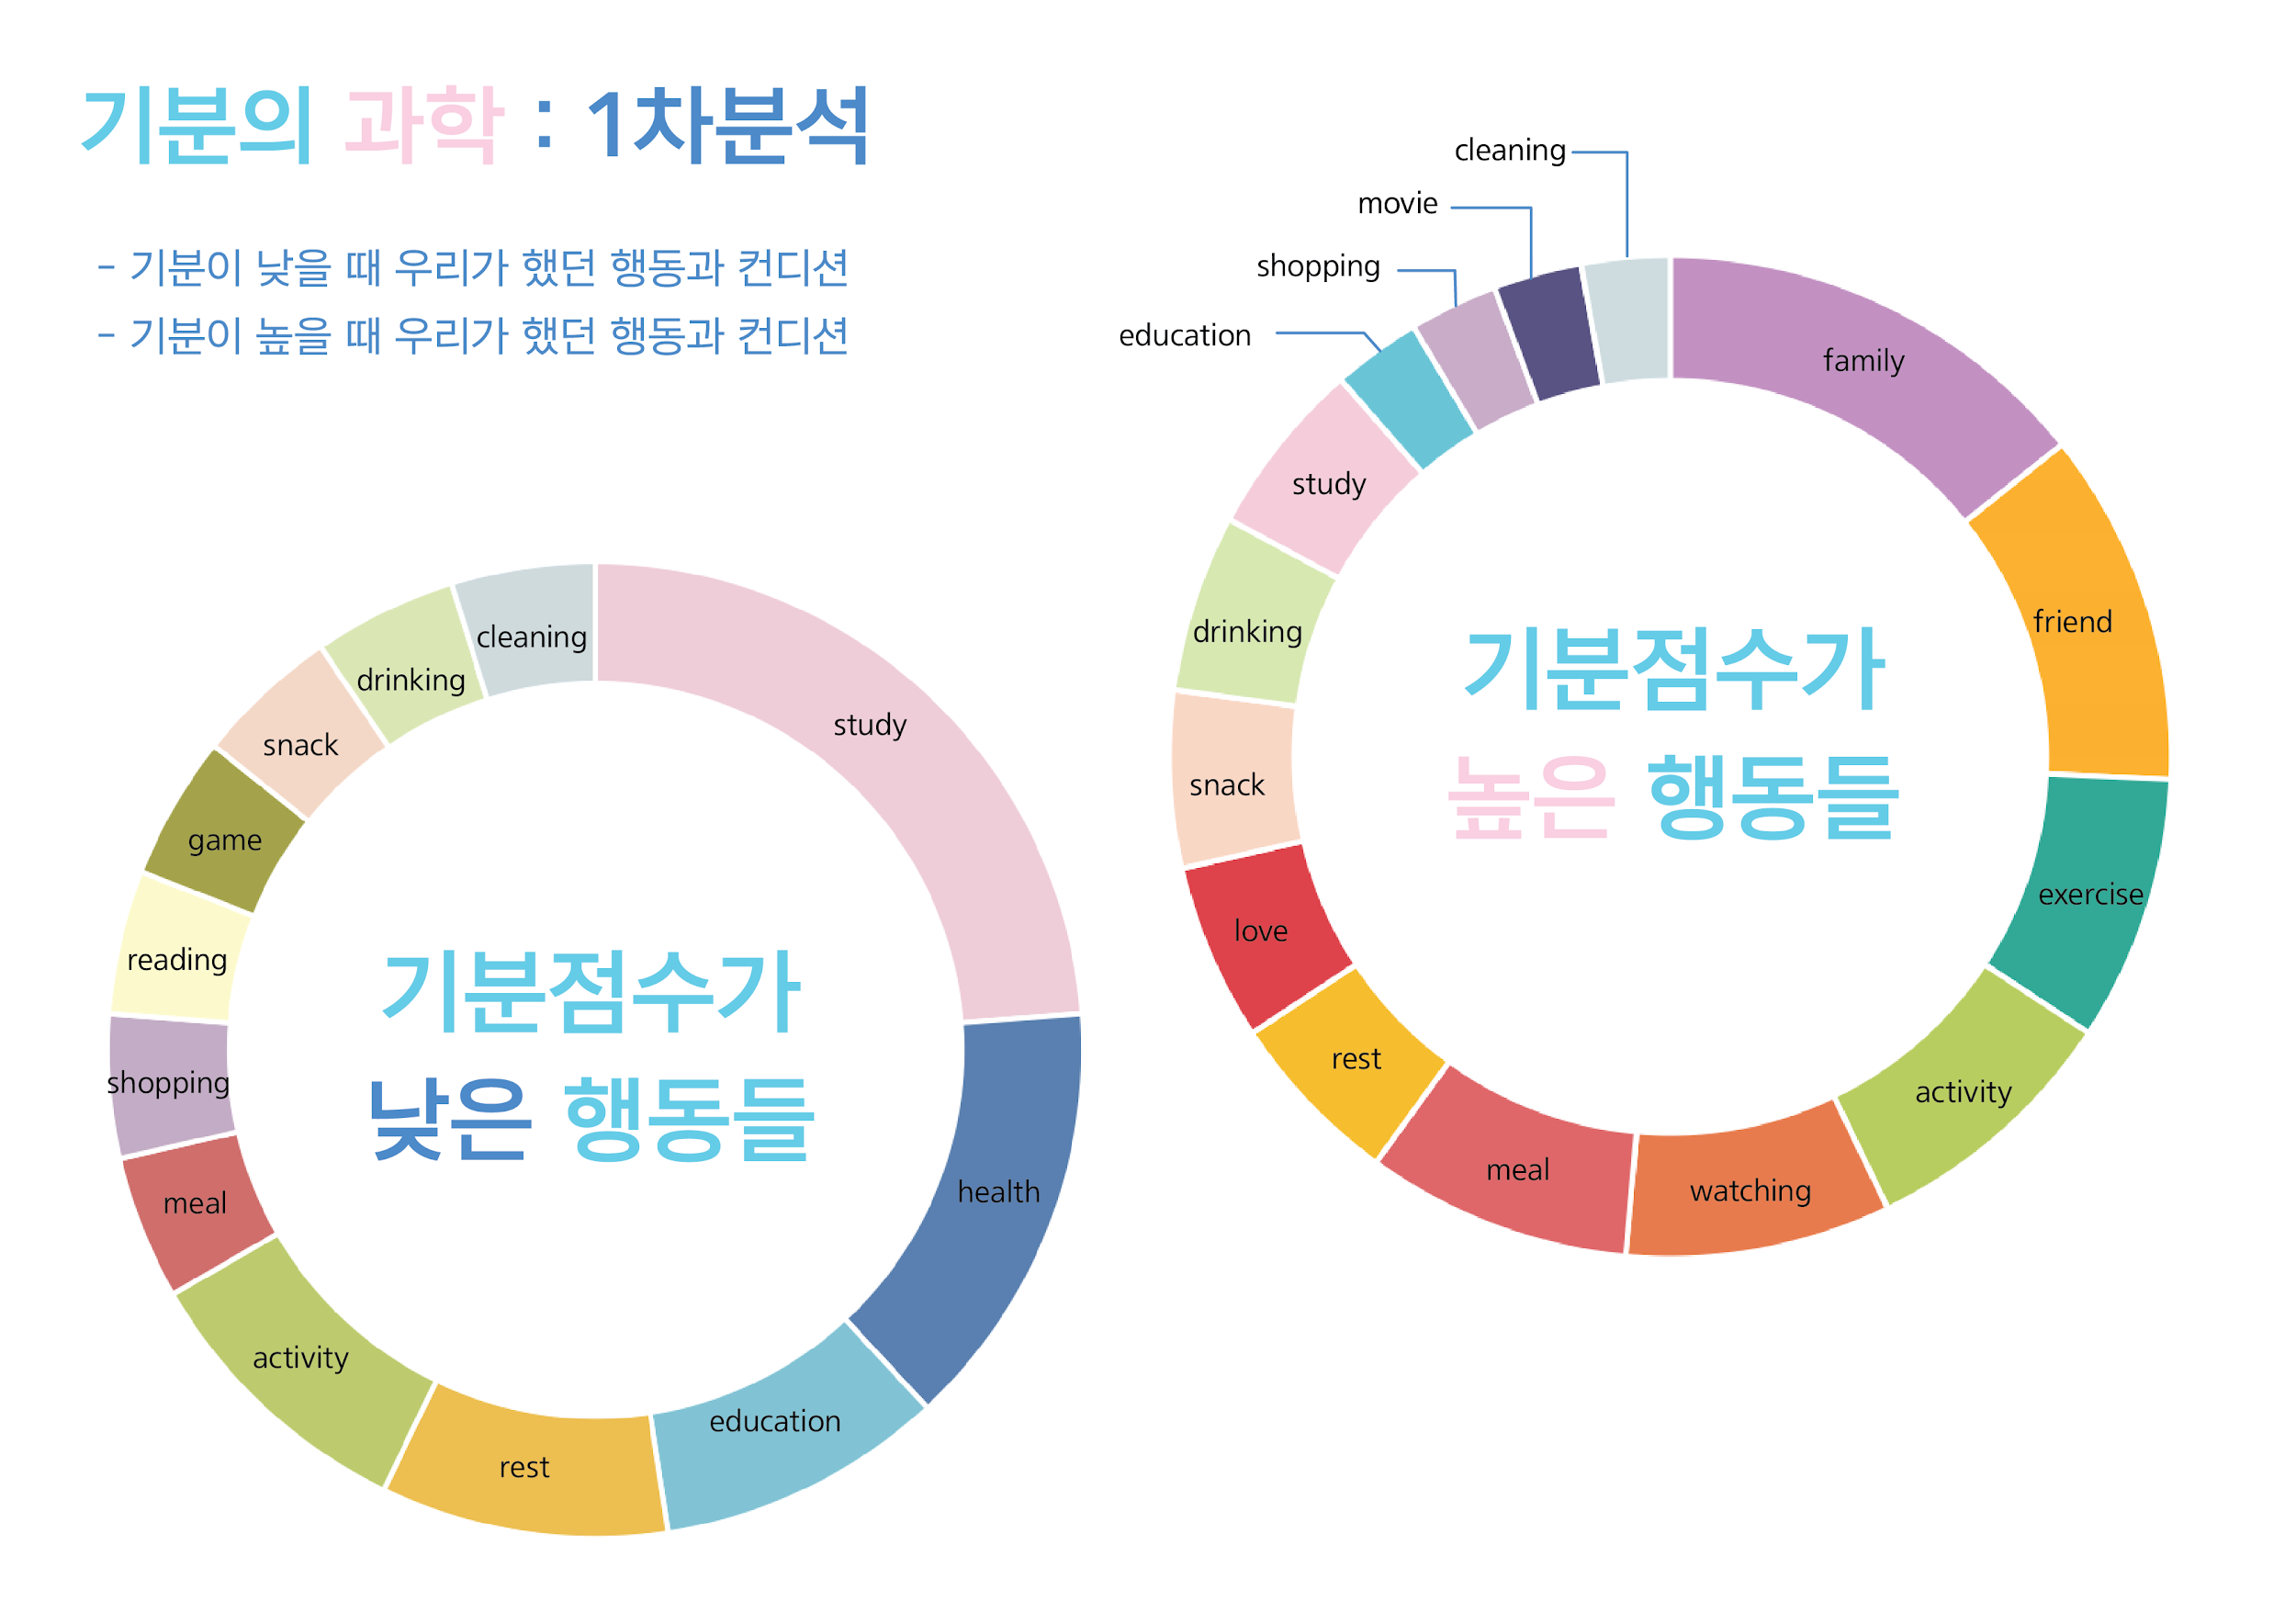 기분의 과학 : 1차분석
- 기분이 낮을 때 우리가 했던 행동과 컨디션
- 기분이 높을 때 우리가 했던 행동과 컨디션
cleaning
movie
shopping
education
family
friend
exercise
activity
watching
meal
rest
love
snack
drinking
study
기분점수가
높은 행동들
study
health
education
rest
activity
meal
shopping
reading
game
snack
drinking
cleaning
기분점수가
낮은 행동들